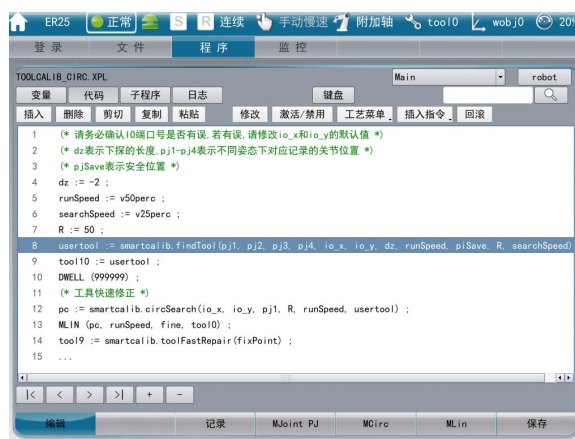 ER25 正常 S R 连续 手动慢速 附加轴 tool0 wobj0 20%
登录 文件 程序 监控
TOOLCALIB_CIRC.XPL Main robot
变量 代码 子程序 日志 键盘
插入 删除 剪切 复制 粘贴 修改 激活/禁用 工艺菜单 插入指令 回滚
1 (* 请务必确认IO端口号是否有误,若有误,请修改io_x和io_y的默认值 *)
2 (* dz表示下探的长度,pj1-pj4表示不同姿态下对应记录的关节位置 *)
3 (* pjSave表示安全位置 *)
4 dz := -2 ;
5 runSpeed := v50perc ;
6 searchSpeed := v25perc ;
7 R := 50 ;
8 usertool := smartcalib.findTool(pj1, pj2, pj3, pj4, io_x, io_y, dz, runSpeed, piSave, R, searchSpeed)
9 tool10 := usertool ;
10 DWELL (999999) ;
11 (* 工具快速修正 *)
12 pc := smartcalib.circSearch(io_x, io_y, pj1, R, runSpeed, usertool) ;
13 MLIN (pc, runSpeed, fine, tool0) ;
14 tool9 := smartcalib.toolFastRepair(fixPoint) ;
15 ...
|< < > >| + -
编辑 记录 MJoint PJ MCirc MLin 保存